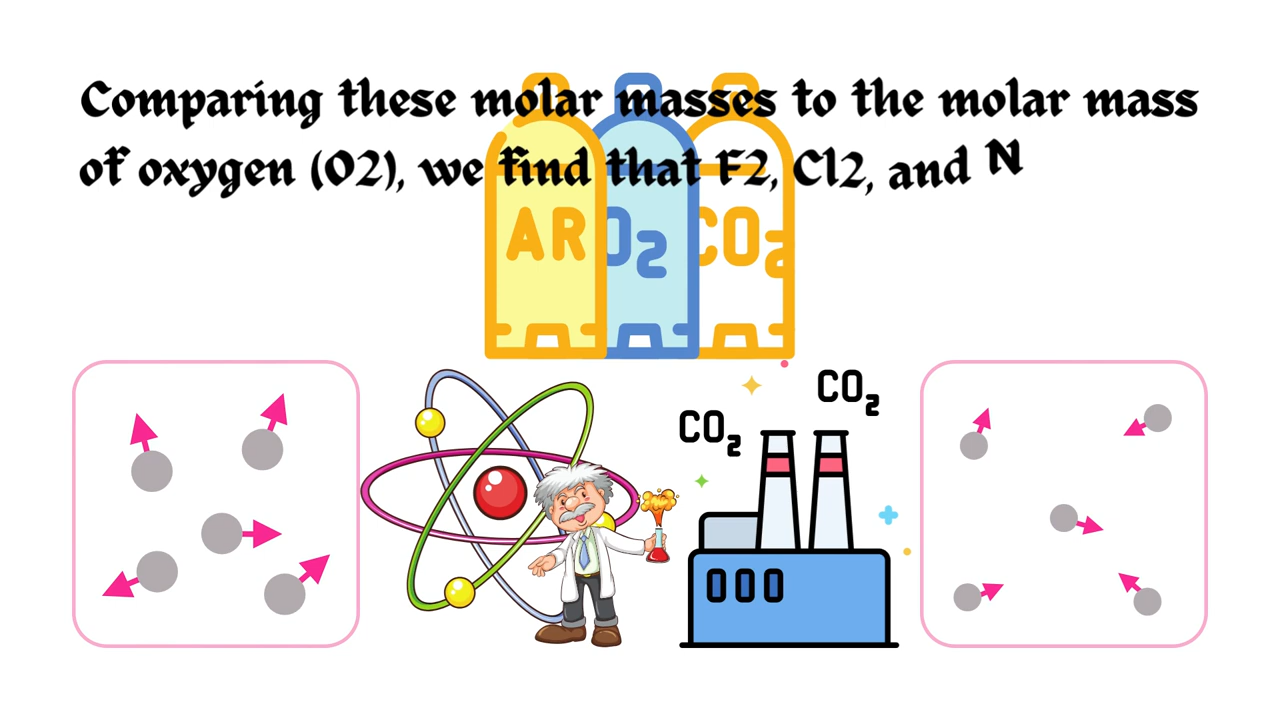 Comparing these molar masses to the molar mass
of oxygen (O2), we find that F2, Cl2, and N
AR
O2
CO2
CO2
CO2